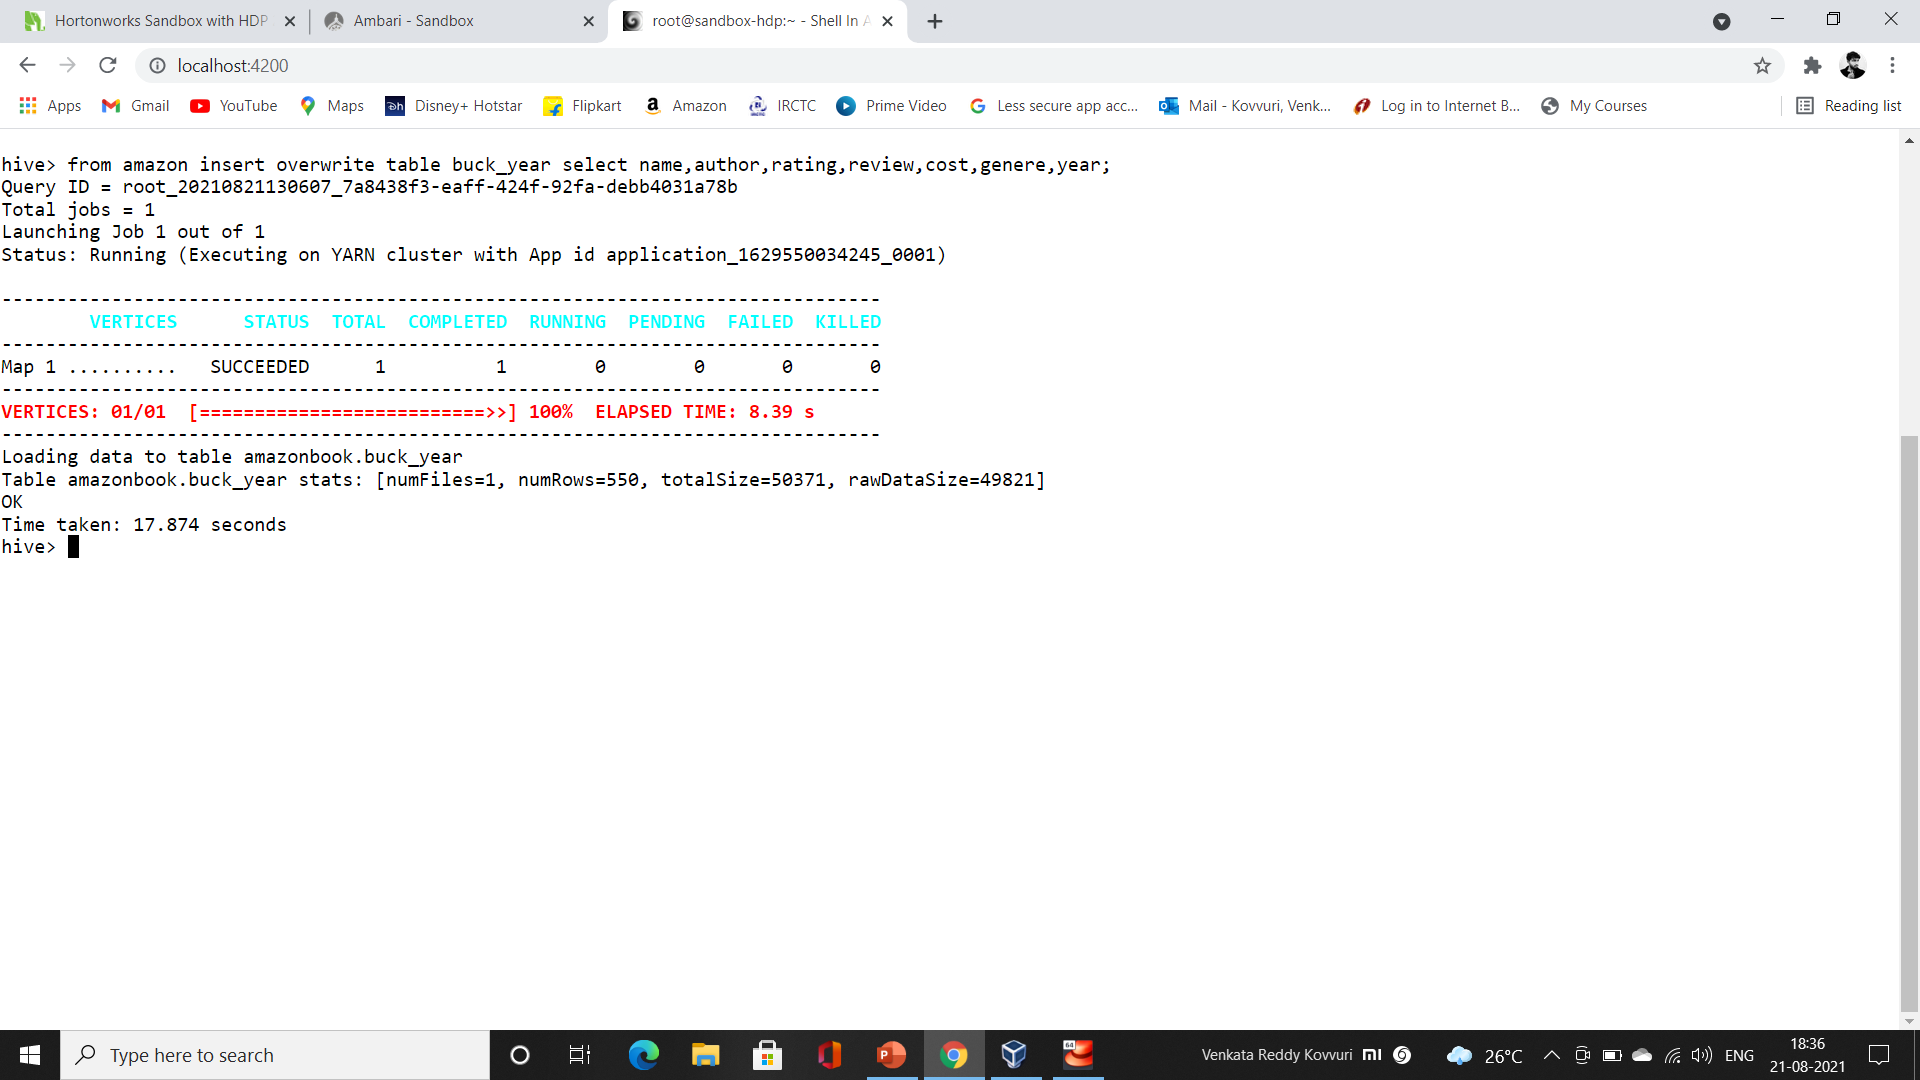 Hortonworks Sandbox with HDP
Ambari - Sandbox
root@sandbox-hdp:~ - Shell In A
localhost:4200
Apps
Gmail
YouTube
Maps
Disney+ Hotstar
Flipkart
Amazon
IRCTC
Prime Video
Less secure app acc...
Mail - Kovvuri, Venk...
Log in to Internet B...
My Courses
Reading list
hive> from amazon insert overwrite table buck_year select name,author,rating,review,cost,genere,year;
Query ID = root_20210821130607_7a8438f3-eaff-424f-92fa-debb4031a78b
Total jobs = 1
Launching Job 1 out of 1
Status: Running (Executing on YARN cluster with App id application_1629550034245_0001)
--------------------------------------------------------------------------------
VERTICES STATUS TOTAL COMPLETED RUNNING PENDING FAILED KILLED
--------------------------------------------------------------------------------
Map 1 .......... SUCCEEDED 1 1 0 0 0 0
--------------------------------------------------------------------------------
VERTICES: 01/01 [==========================>>] 100% ELAPSED TIME: 8.39 s
--------------------------------------------------------------------------------
Loading data to table amazonbook.buck_year
Table amazonbook.buck_year stats: [numFiles=1, numRows=550, totalSize=50371, rawDataSize=49821]
OK
Time taken: 17.874 seconds
hive>
Type here to search
Venkata Reddy Kovvuri
26°C
ENG
18:36
21-08-2021